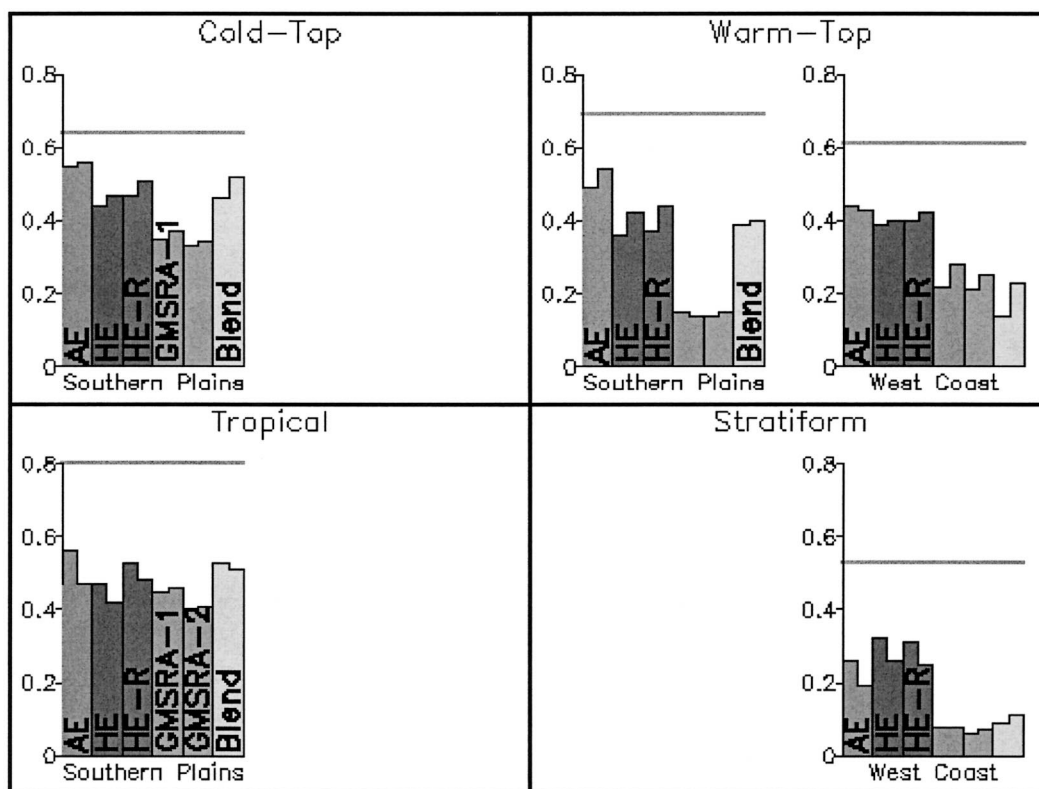 Cold-Top
0.8
0.6
0.4
0.2
0
AE
HE
HE-R
GMSRA-1
Blend
Southern Plains
Warm-Top
0.8
0.6
0.4
0.2
0
AE
HE
HE-R
Blend
Southern Plains
0.8
0.6
0.4
0.2
0
AE
HE
HE-R
West Coast
Tropical
0.8
0.6
0.4
0.2
0
AE
HE
HE-R
GMSRA-1
GMSRA-2
Blend
Southern Plains
Stratiform
0.8
0.6
0.4
0.2
0
AE
HE
HE-R
West Coast